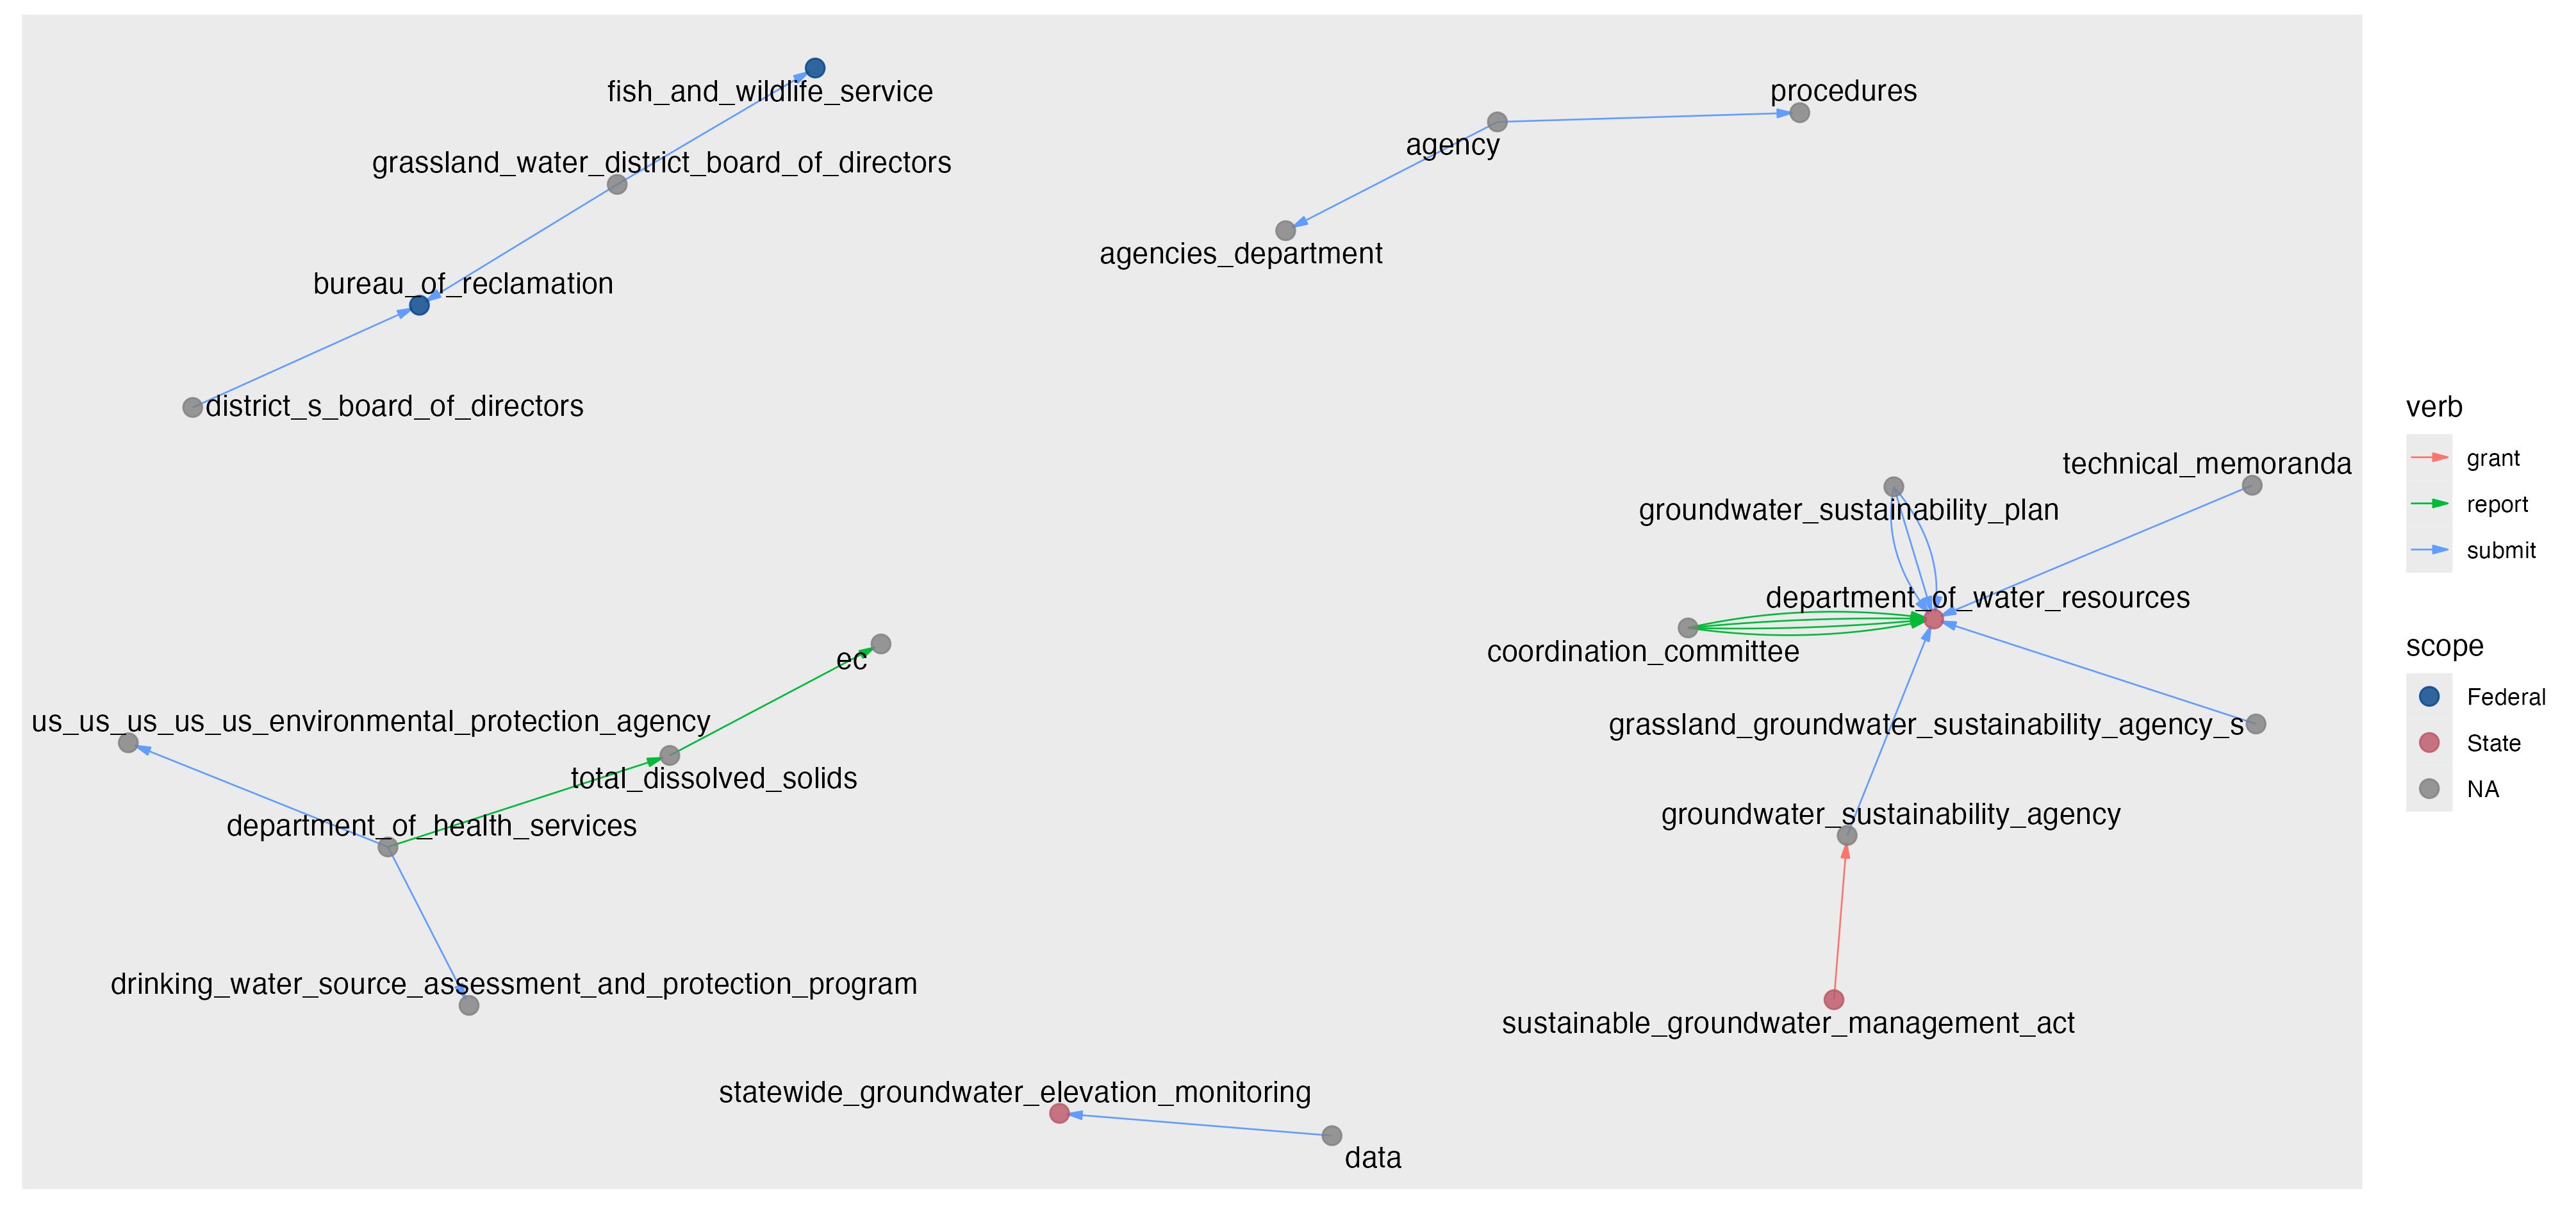 fish_and_wildlife_service
procedures
agency
grassland_water_district_board_of_directors
agencies_department
bureau_of_reclamation
district_s_board_of_directors
technical_memoranda
groundwater_sustainability_plan
department_of_water_resources
coordination_committee
ec
us_us_us_us_us_environmental_protection_agency
grassland_groundwater_sustainability_agency_s
total_dissolved_solids
department_of_health_services
groundwater_sustainability_agency
drinking_water_source_assessment_and_protection_program
sustainable_groundwater_management_act
statewide_groundwater_elevation_monitoring
data
verb
grant
report
submit
scope
Federal
State
NA